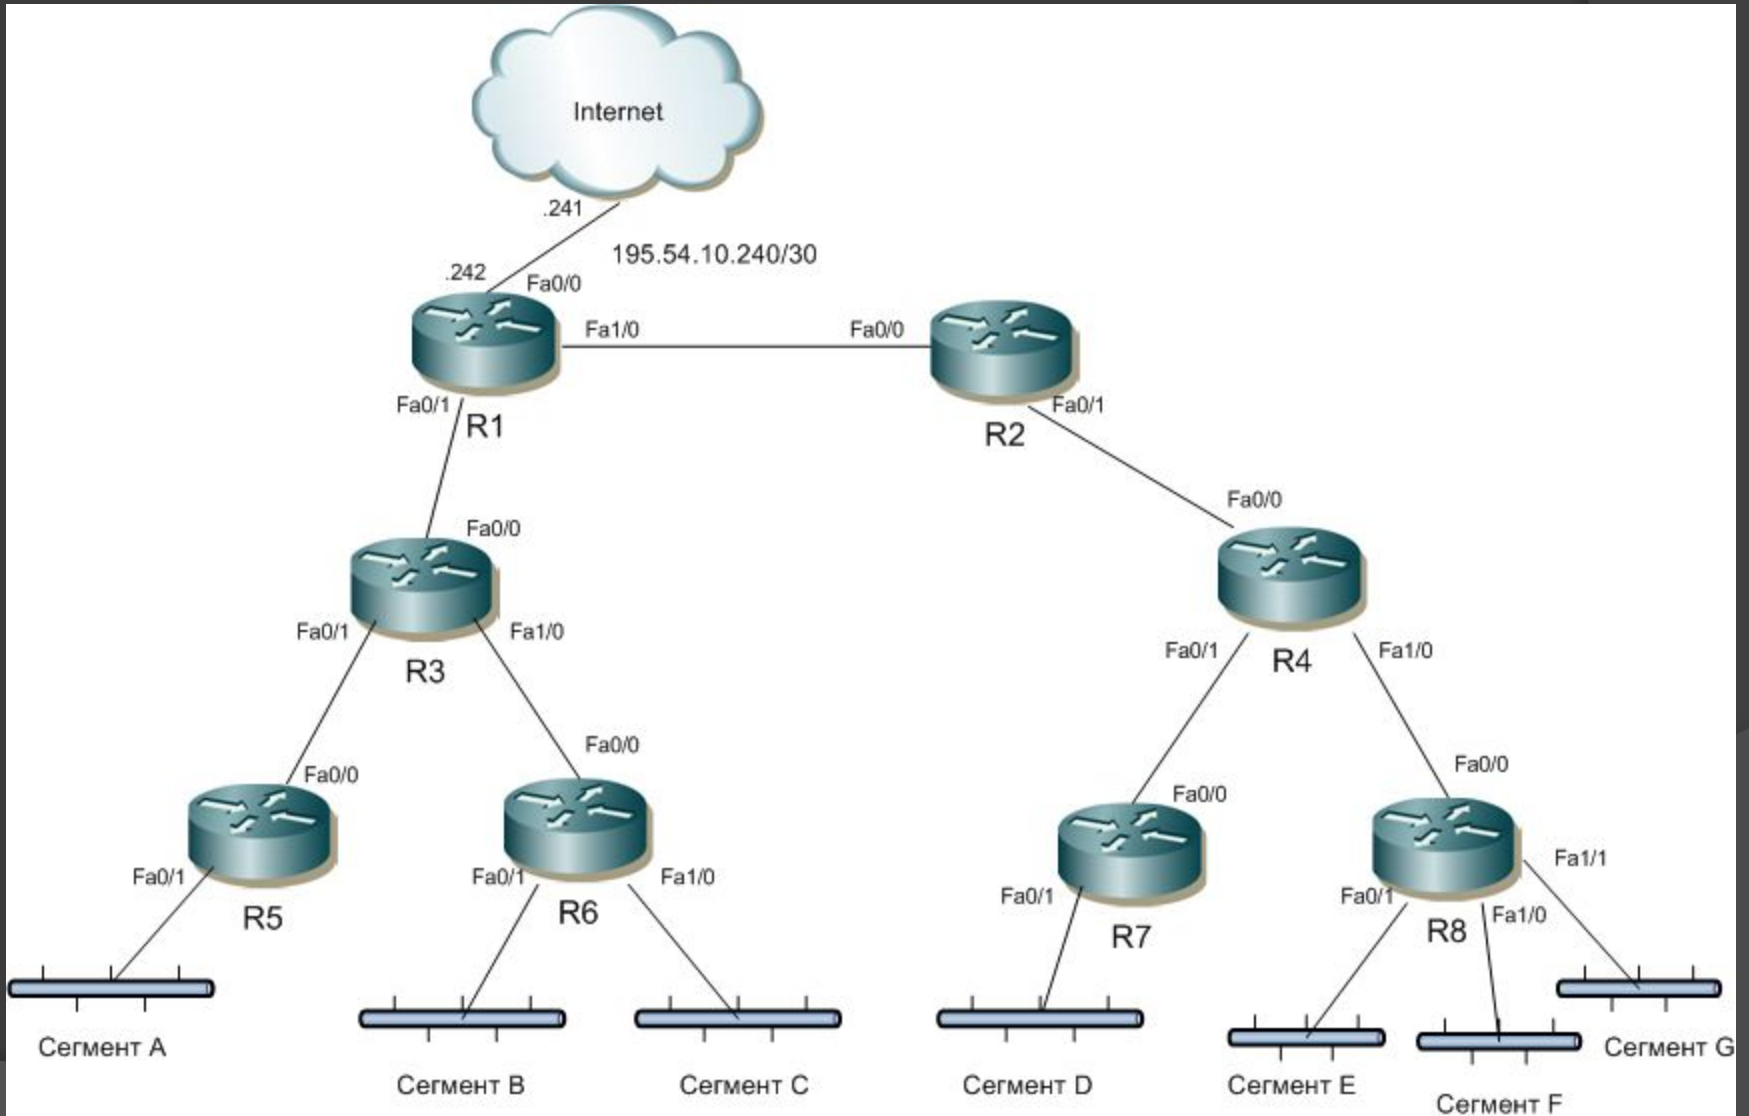 Internet
.241
195.54.10.240/30
.242
Fa0/0
Fa1/0
Fa0/0
Fa0/1
R1
Fa0/1
R2
Fa0/0
Fa0/0
Fa0/1
Fa1/0
R3
Fa0/1
R4
Fa1/0
Fa0/0
Fa0/0
Fa0/0
Fa0/0
Fa0/1
R5
Fa0/1
R6
Fa1/0
Fa0/1
R7
Fa0/1
R8
Fa1/0
Fa1/1
Сегмент A
Сегмент B
Сегмент C
Сегмент D
Сегмент E
Сегмент F
Сегмент G